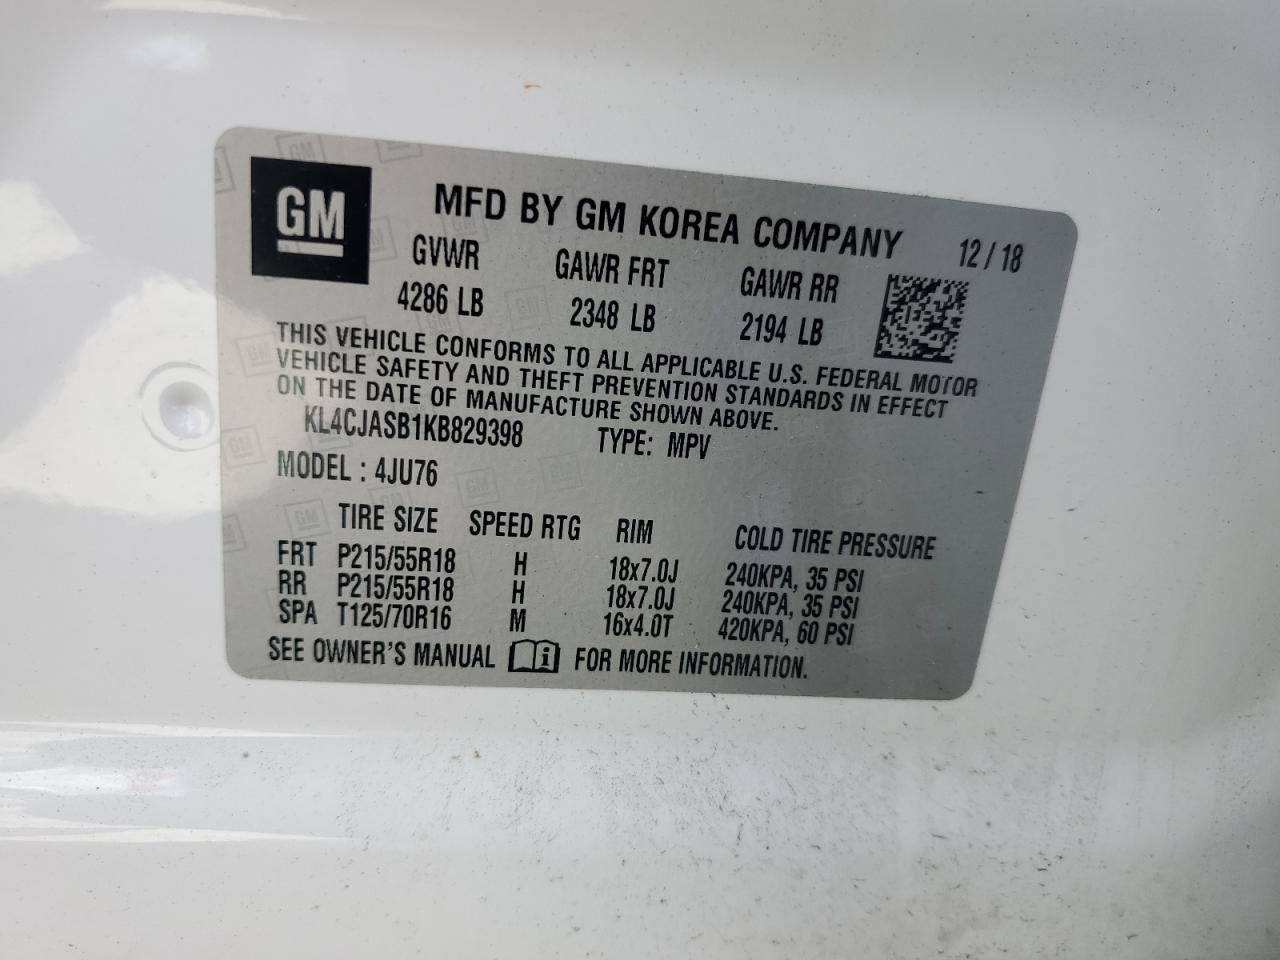 GM
MFD BY GM KOREA COMPANY 12/18
GVWR GAWR FRT GAWR RR
4286 LB 2348 LB 2194 LB
THIS VEHICLE CONFORMS TO ALL APPLICABLE U.S. FEDERAL MOTOR
VEHICLE SAFETY AND THEFT PREVENTION STANDARDS IN EFFECT
ON THE DATE OF MANUFACTURE SHOWN ABOVE.
KL4CJASB1KB829398 TYPE: MPV
MODEL : 4JU76
TIRE SIZE SPEED RTG RIM COLD TIRE PRESSURE
FRT P215/55R18 H 18x7.0J 240KPA, 35 PSI
RR P215/55R18 H 18x7.0J 240KPA, 35 PSI
SPA T125/70R16 M 16x4.0T 420KPA, 60 PSI
SEE OWNER'S MANUAL i FOR MORE INFORMATION.